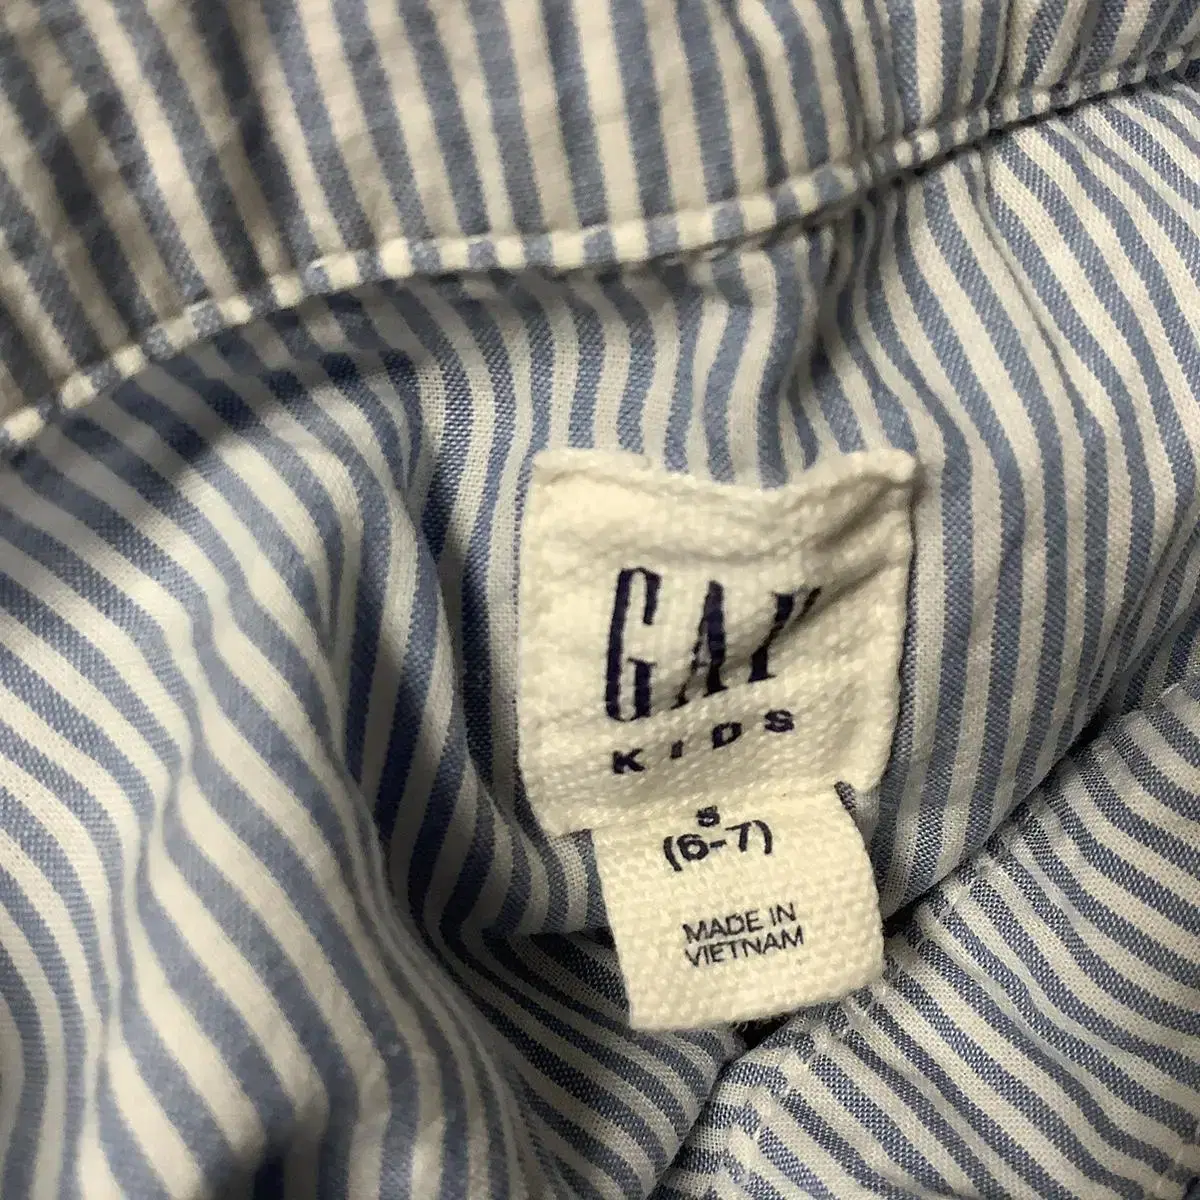 GAP
KIDS
S
(6-7)
MADE IN
VIETNAM